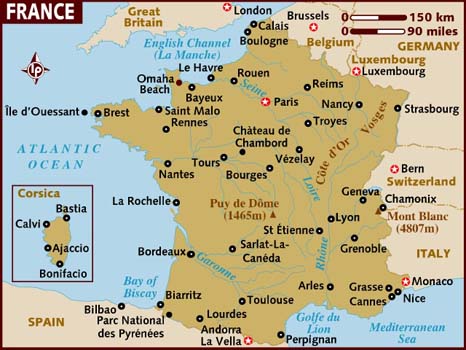 FRANCE
0 150 km
0 90 miles
LP
Great
Britain
London
Calais
Boulogne
Brussels
Belgium
GERMANY
English Channel
(La Manche)
Luxembourg
Luxembourg
Le Havre
Rouen
Omaha
Beach
Bayeux
Seine
Reims
Paris
Nancy
Strasbourg
Île d'Ouessant
Brest
Saint Malo
Rennes
Troyes
Vosges
ATLANTIC
OCEAN
Château de
Chambord
Côte d'Or
Tours
Vézelay
Nantes
Bourges
Bern
Switzerland
Corsica
Bastia
Calvi
Ajaccio
Bonifacio
La Rochelle
Puy de Dôme
(1465m)
Loire
Geneva
Chamonix
Lyon
Mont Blanc
(4807m)
St Étienne
Grenoble
ITALY
Bordeaux
Garonne
Sarlat-La-
Canéda
Rhône
Bay of
Biscay
Biarritz
Bilbao
Parc National
des Pyrénées
Toulouse
Lourdes
Arles
Grasse
Cannes
Nice
Monaco
SPAIN
Andorra
La Vella
Golfe du
Lion
Perpignan
Mediterranean
Sea